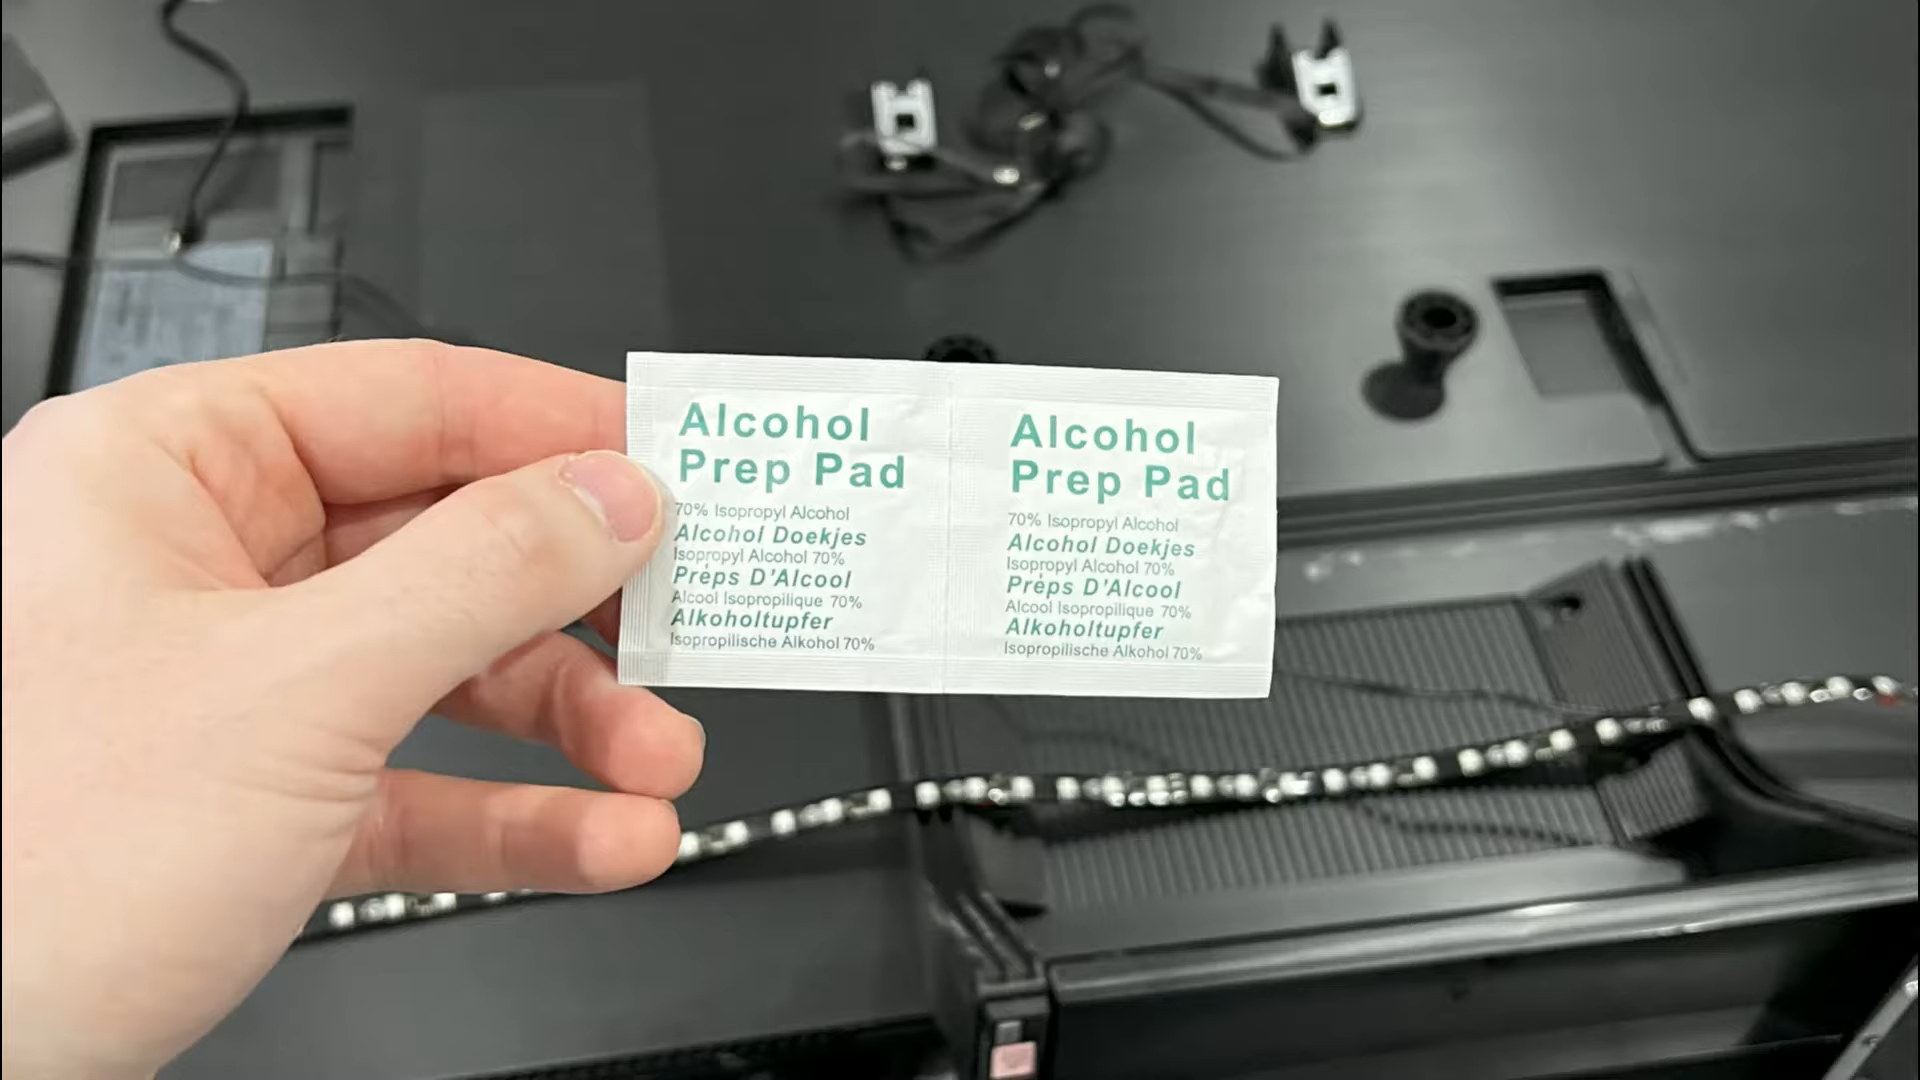 Alcohol
Prep Pad
70% Isopropyl Alcohol
Alcohol Doekjes
Isopropyl Alcohol 70%
Préps D'Alcool
Alcool Isopropilique 70%
Alkoholtupfer
Isopropilische Alkohol 70%
Alcohol
Prep Pad
70% Isopropyl Alcohol
Alcohol Doekjes
Isopropyl Alcohol 70%
Préps D'Alcool
Alcool Isopropilique 70%
Alkoholtupfer
Isopropilische Alkohol 70%